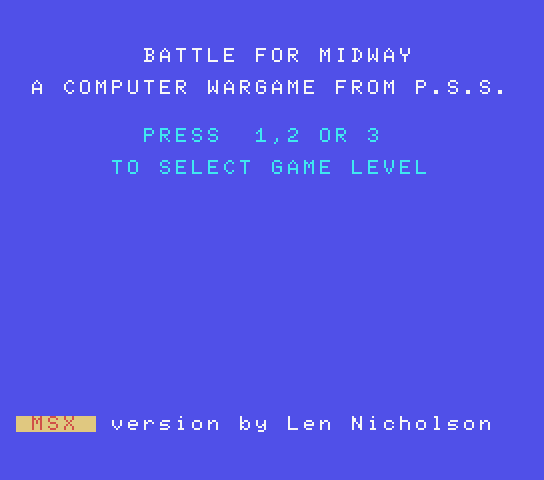 BATTLE FOR MIDWAY
A COMPUTER WARGAME FROM P.S.S.
PRESS  1,2 OR 3
TO SELECT GAME LEVEL
MSX version by Len Nicholson